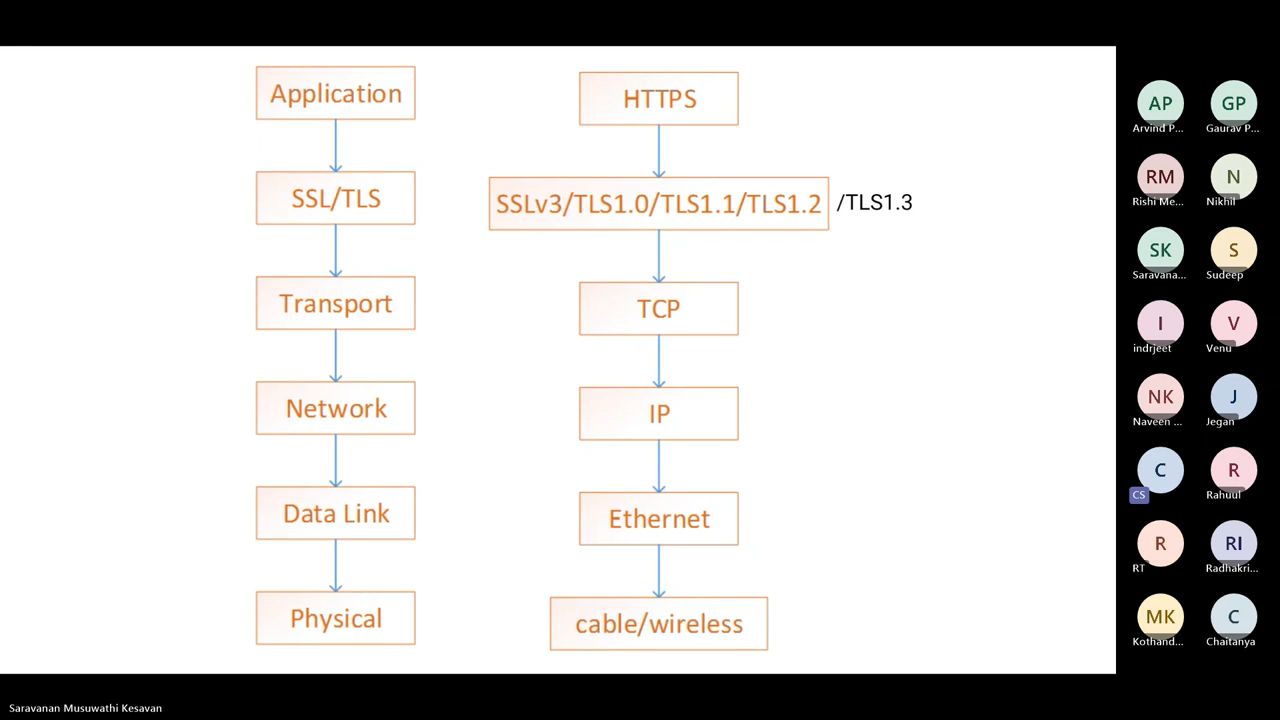 Application
HTTPS
SSL/TLS
SSLv3/TLS1.0/TLS1.1/TLS1.2 /TLS1.3
Transport
TCP
Network
IP
Data Link
Ethernet
Physical
cable/wireless
AP
GP
Arvind P...
Gaurav P...
RM
N
Rishi Me...
Nikhil
SK
S
Saravana...
Sudeep
I
V
indrjeet
Venu
NK
J
Naveen ...
Jegan
C
R
CS
Rahuul
R
RI
RT
Radhakri...
MK
C
Kothand...
Chaitanya
Saravanan Musuwathi Kesavan